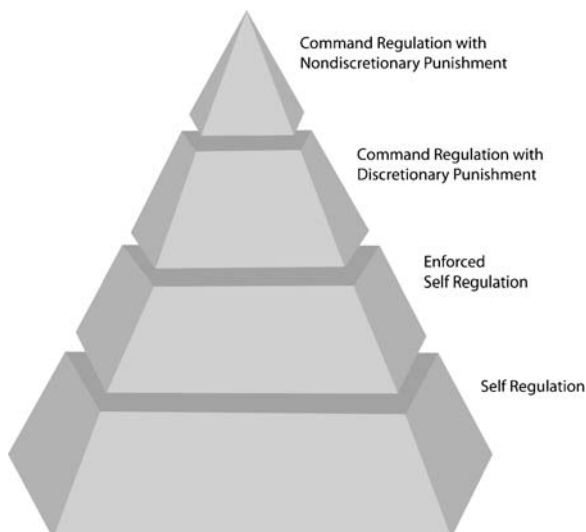 Command Regulation with
Nondiscretionary Punishment
Command Regulation with
Discretionary Punishment
Enforced
Self Regulation
Self Regulation